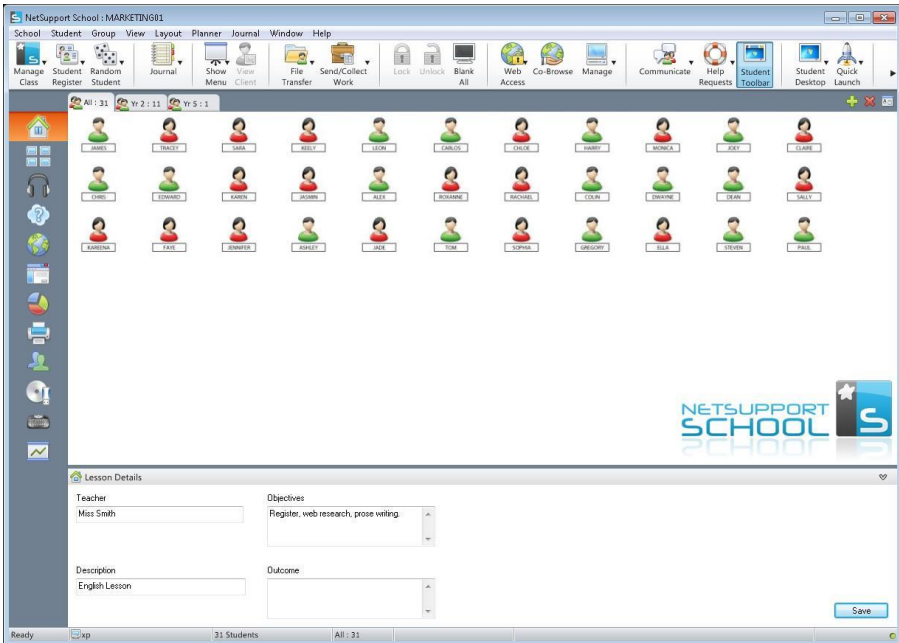 NetSupport School : MARKETING01
School Student Group View Layout Planner Journal Window Help
Manage Class
Student Register
Random Student
Journal
Show Menu
View Client
File Transfer
Send/Collect Work
Lock
Unlock
Blank All
Web Access
Co-Browse
Manage
Communicate
Help Requests
Student Toolbar
Student Desktop
Quick Launch
All : 31
Yr 2 : 11
Yr 5 : 1
JAMES TRACEY SARA KEELY LEON CARLOS CHLOE HARRY MONICA JOEY CLAIRE
CHRIS EDWARD KAREN JASMIN ALEX ROXANNE RACHAEL COLIN DWAYNE DEAN SALLY
KAREENA FAYE JENNIFER ASHLEY JADE TOM SOPHIA GREGORY ELLA STEVEN PAUL
NETSUPPORT
SCHOOL
S
Lesson Details
Teacher
Miss Smith
Objectives
Register, web research, prose writing.
Description
English Lesson
Outcome
Save
Ready
xp
31 Students
All : 31